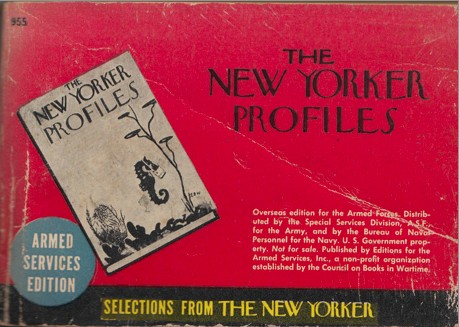 955
THE
NEW YORKER
PROFILES
THE
NEW YORKER
PROFILES
Overseas edition for the Armed Forces. Distrib-
uted by the Special Services Division, A.S.F.,
for the Army, and by the Bureau of Naval
Personnel for the Navy. U. S. Government prop-
erty. Not for sale. Published by Editions for the
Armed Services, Inc., a non-profit organization
established by the Council on Books in Wartime.
ARMED
SERVICES
EDITION
SELECTIONS FROM THE NEW YORKER